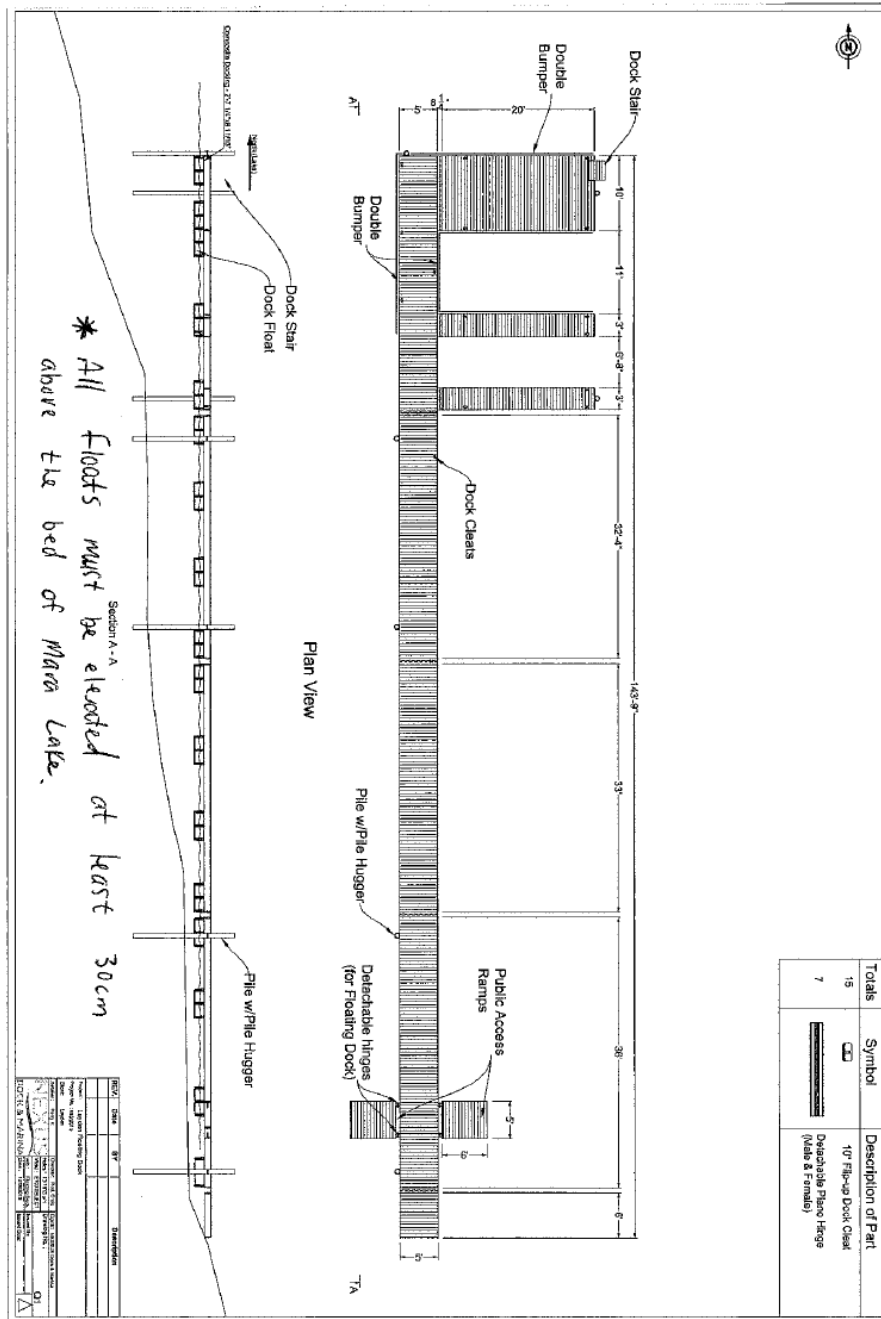 Totals
Symbol
Description of Part
15
10" Flip-up Dock Cleat
7
Detachable Piano Hinge
(Male & Female)
N
Dock Stair
Double
Bumper
20'
5'
10'
11'
3'
6'-8"
3'
32'-4"
33'
36'
6'
143'-9"
Double
Bumper
Dock Cleats
Pile w/Pile Hugger
Public Access
Ramps
Detachable hinges
(for Floating Dock)
5'
5'
A
A
Plan View
Dock Stair
Dock Float
Pile w/Pile Hugger
Section A - A
* All floats must be elevated at least 30cm
above the bed of Mara Lake.
REV.
Date
BY
Description
DOCK & MARINA